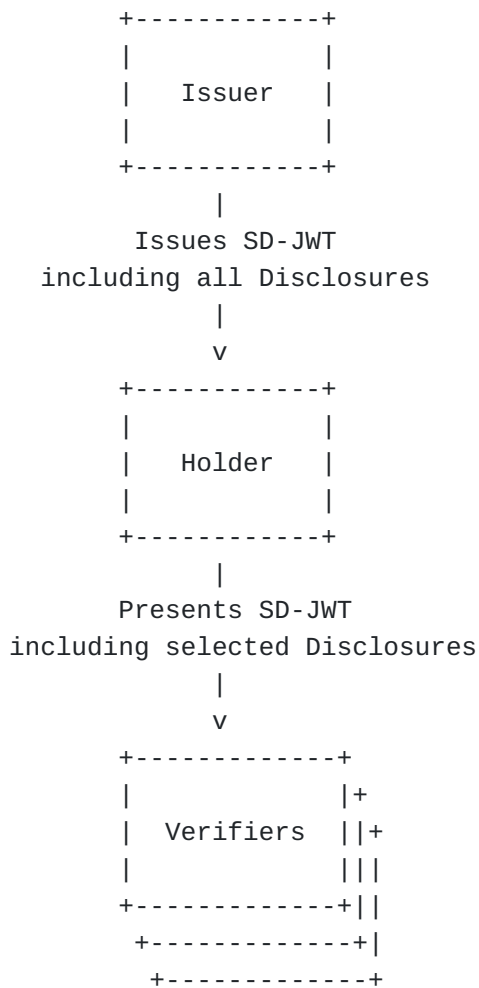 Issuer
Issues SD-JWT
including all Disclosures
Holder
Presents SD-JWT
including selected Disclosures
Verifiers